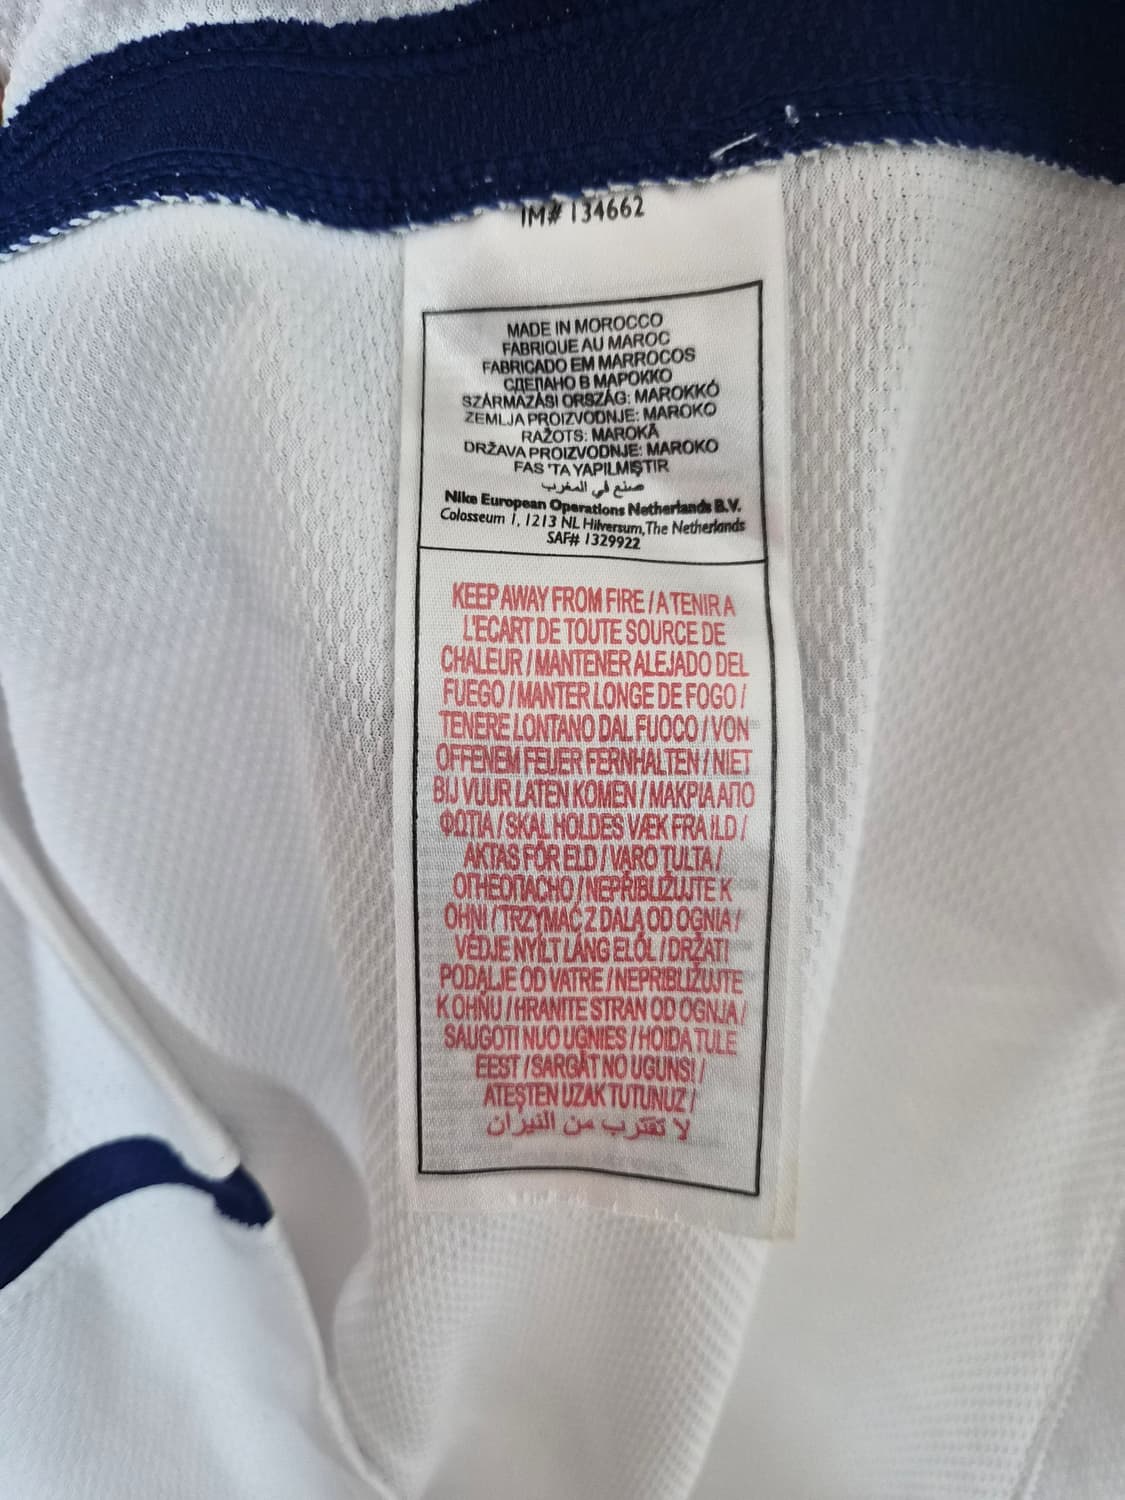 IM# 134662
MADE IN MOROCCO
FABRIQUE AU MAROC
FABRICADO EM MARROCOS
СДЕЛАНО В МАРОККО
SZÁRMAZÁSI ORSZÁG: MAROKKÓ
ZEMLJA PROIZVODNJE: MAROKO
RAŽOTS: MAROKĀ
DRŽAVA PROIZVODNJE: MAROKO
FAS 'TA YAPILMIŞTIR
صنع في المغرب
Nike European Operations Netherlands B.V.
Colosseum 1, 1213 NL Hilversum, The Netherlands
SAF# 1329922
KEEP AWAY FROM FIRE / A TENIR A
L'ECART DE TOUTE SOURCE DE
CHALEUR / MANTENER ALEJADO DEL
FUEGO / MANTER LONGE DE FOGO /
TENERE LONTANO DAL FUOCO / VON
OFFENEM FEUER FERNHALTEN / NIET
BIJ VUUR LATEN KOMEN / ΜΑΚΡΙΑ ΑΠΟ
ΦΩΤΙΑ / SKAL HOLDES VÆK FRA ILD /
AKTAS FÖR ELD / VARO TULTA /
ОГНЕОПАСНО / NEPŘIBLIŽUJTE K
OHNI / TRZYMAĆ Z DALA OD OGNIA /
VÉDJE NYÍLT LÁNG ELŐL / DRŽATI
PODALJE OD VATRE / NEPRIBLIŽUJTE
K OHŇU / HRANITE STRAN OD OGNJA /
SAUGOTI NUO UGNIES / HOIDA TULE
EEST / SARGĀT NO UGUNS! /
ATEŞTEN UZAK TUTUNUZ /
لا تقترب من النيران